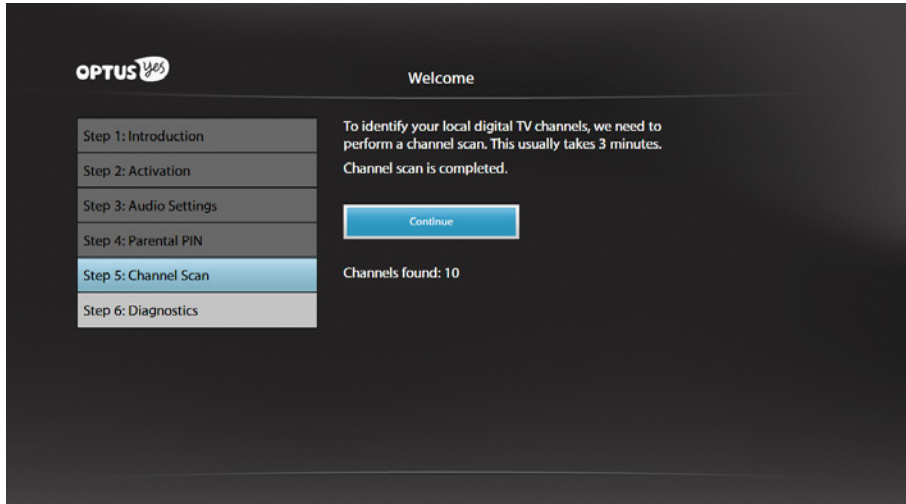 OPTUS yes
Welcome
Step 1: Introduction
Step 2: Activation
Step 3: Audio Settings
Step 4: Parental PIN
Step 5: Channel Scan
Step 6: Diagnostics
To identify your local digital TV channels, we need to
perform a channel scan. This usually takes 3 minutes.
Channel scan is completed.
Continue
Channels found: 10